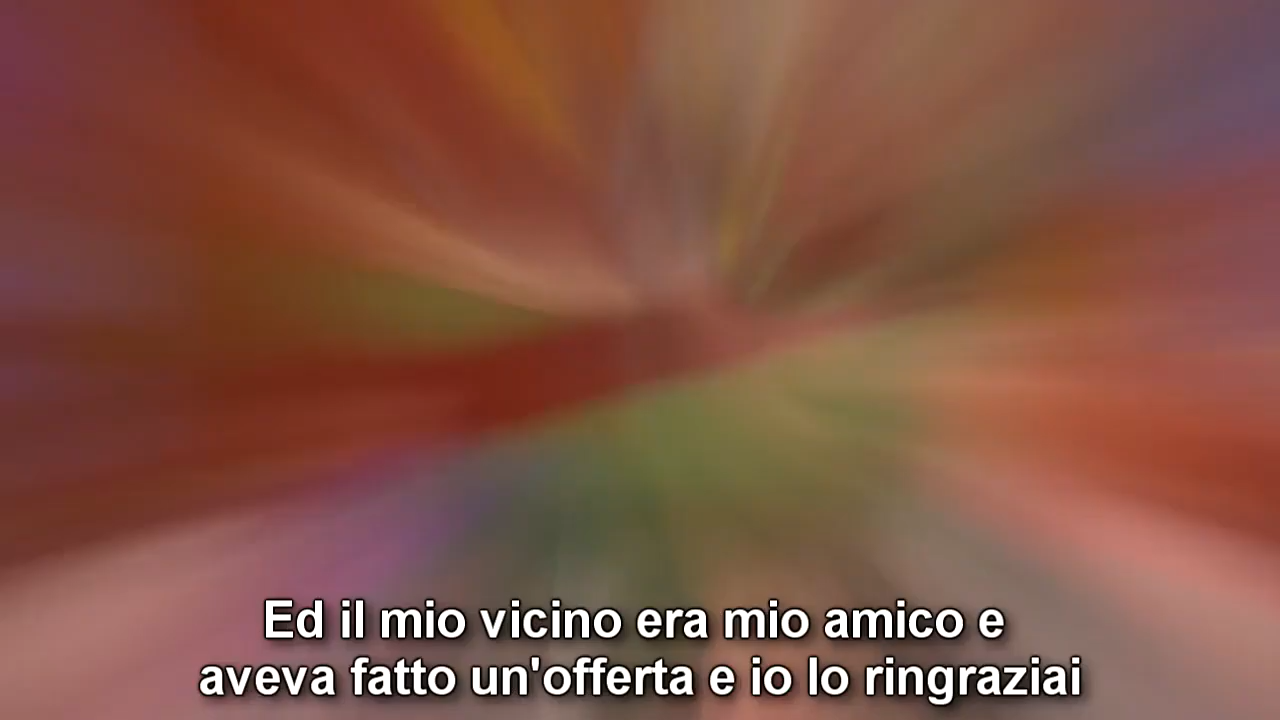 Ed il mio vicino era mio amico e
aveva fatto un'offerta e io lo ringraziai